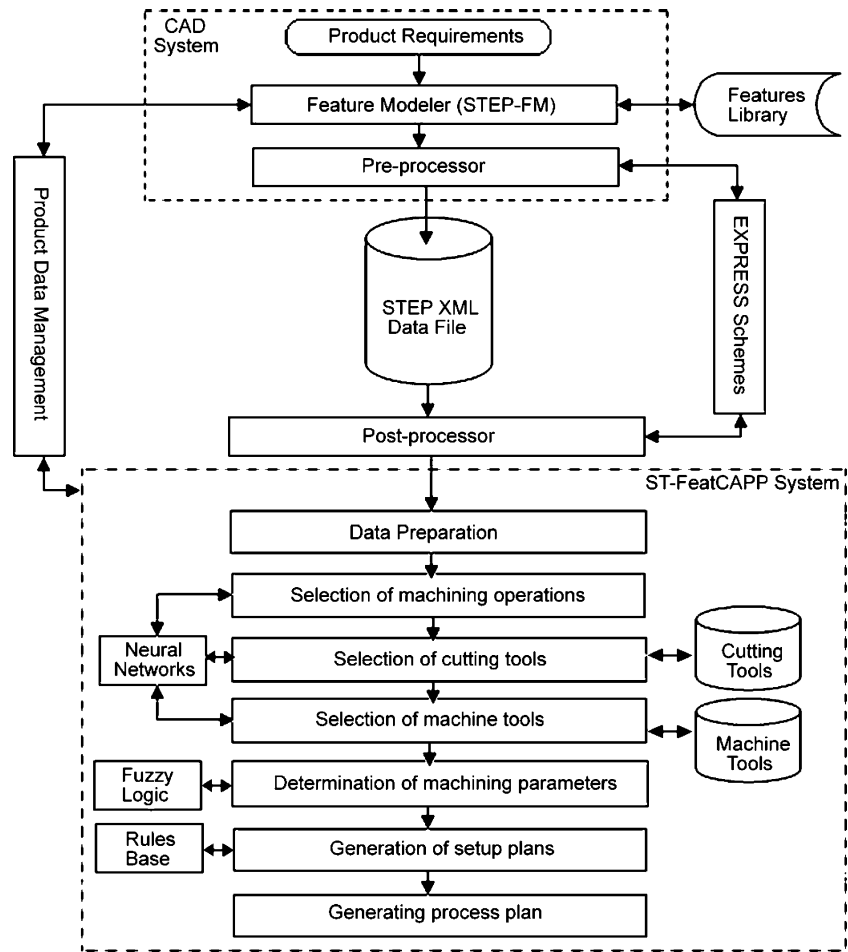 CAD
System
Product Requirements
Feature Modeler (STEP-FM)
Features
Library
Pre-processor
Product Data Management
EXPRESS Schemes
STEP XML
Data File
Post-processor
ST-FeatCAPP System
Data Preparation
Selection of machining operations
Neural
Networks
Selection of cutting tools
Cutting
Tools
Selection of machine tools
Machine
Tools
Fuzzy
Logic
Determination of machining parameters
Rules
Base
Generation of setup plans
Generating process plan